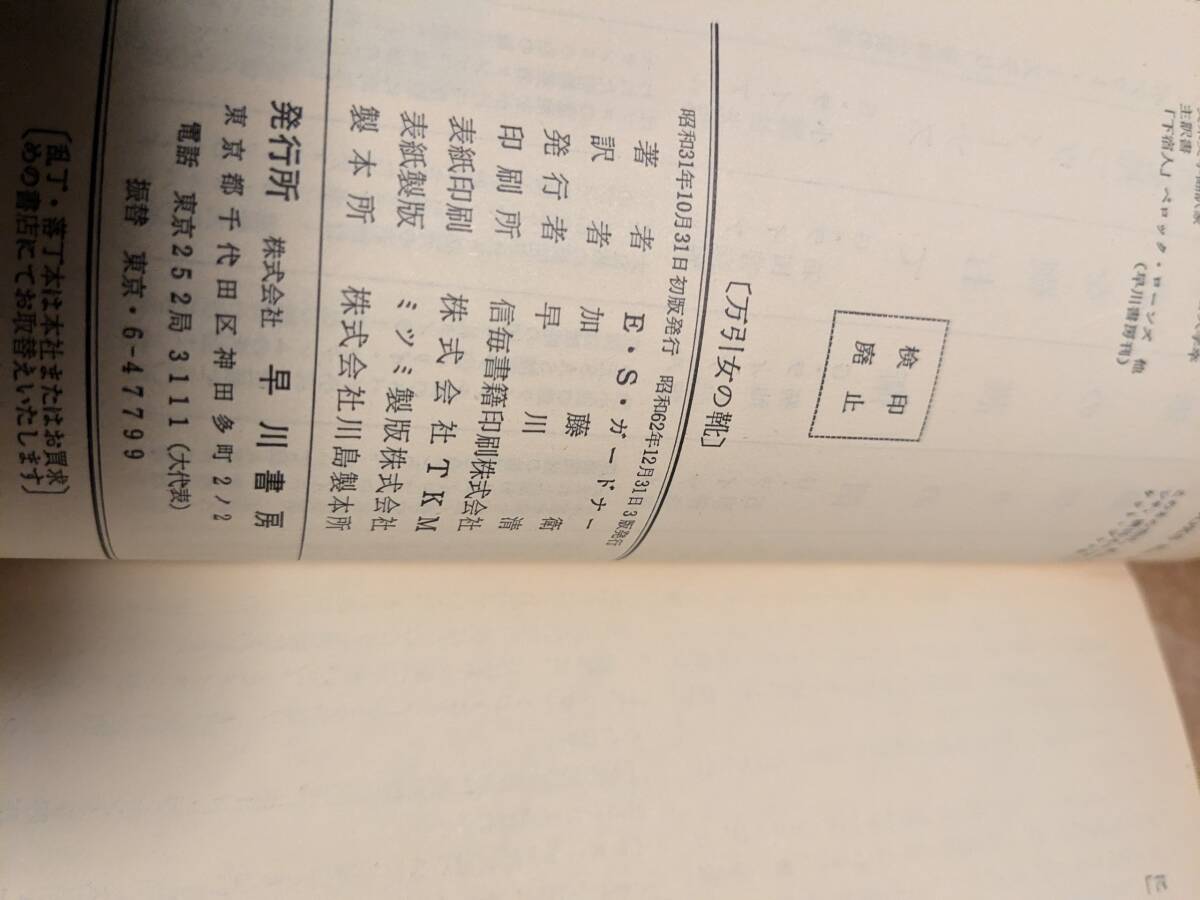 主訳書
「下宿人」ベロック・ローンズ 他
(早川書房刊)
検印
廃止
〔万引女の靴〕
昭和31年10月31日初版発行 昭和62年12月31日3版発行
著者 E・S・ガードナー
訳者 加藤衛
発行者 早川清
印刷所 信毎書籍印刷株式会社
表紙印刷 株式会社TKM
表紙製版 ミツミ製版株式会社
製本所 株式会社川島製本所
発行所 株式会社 早川書房
東京都千代田区神田多町2ノ2
電話 東京252局3111(大代表)
振替 東京・6-47799
〔乱丁・落丁本は本社またはお買求
めの書店にてお取替えいたします〕